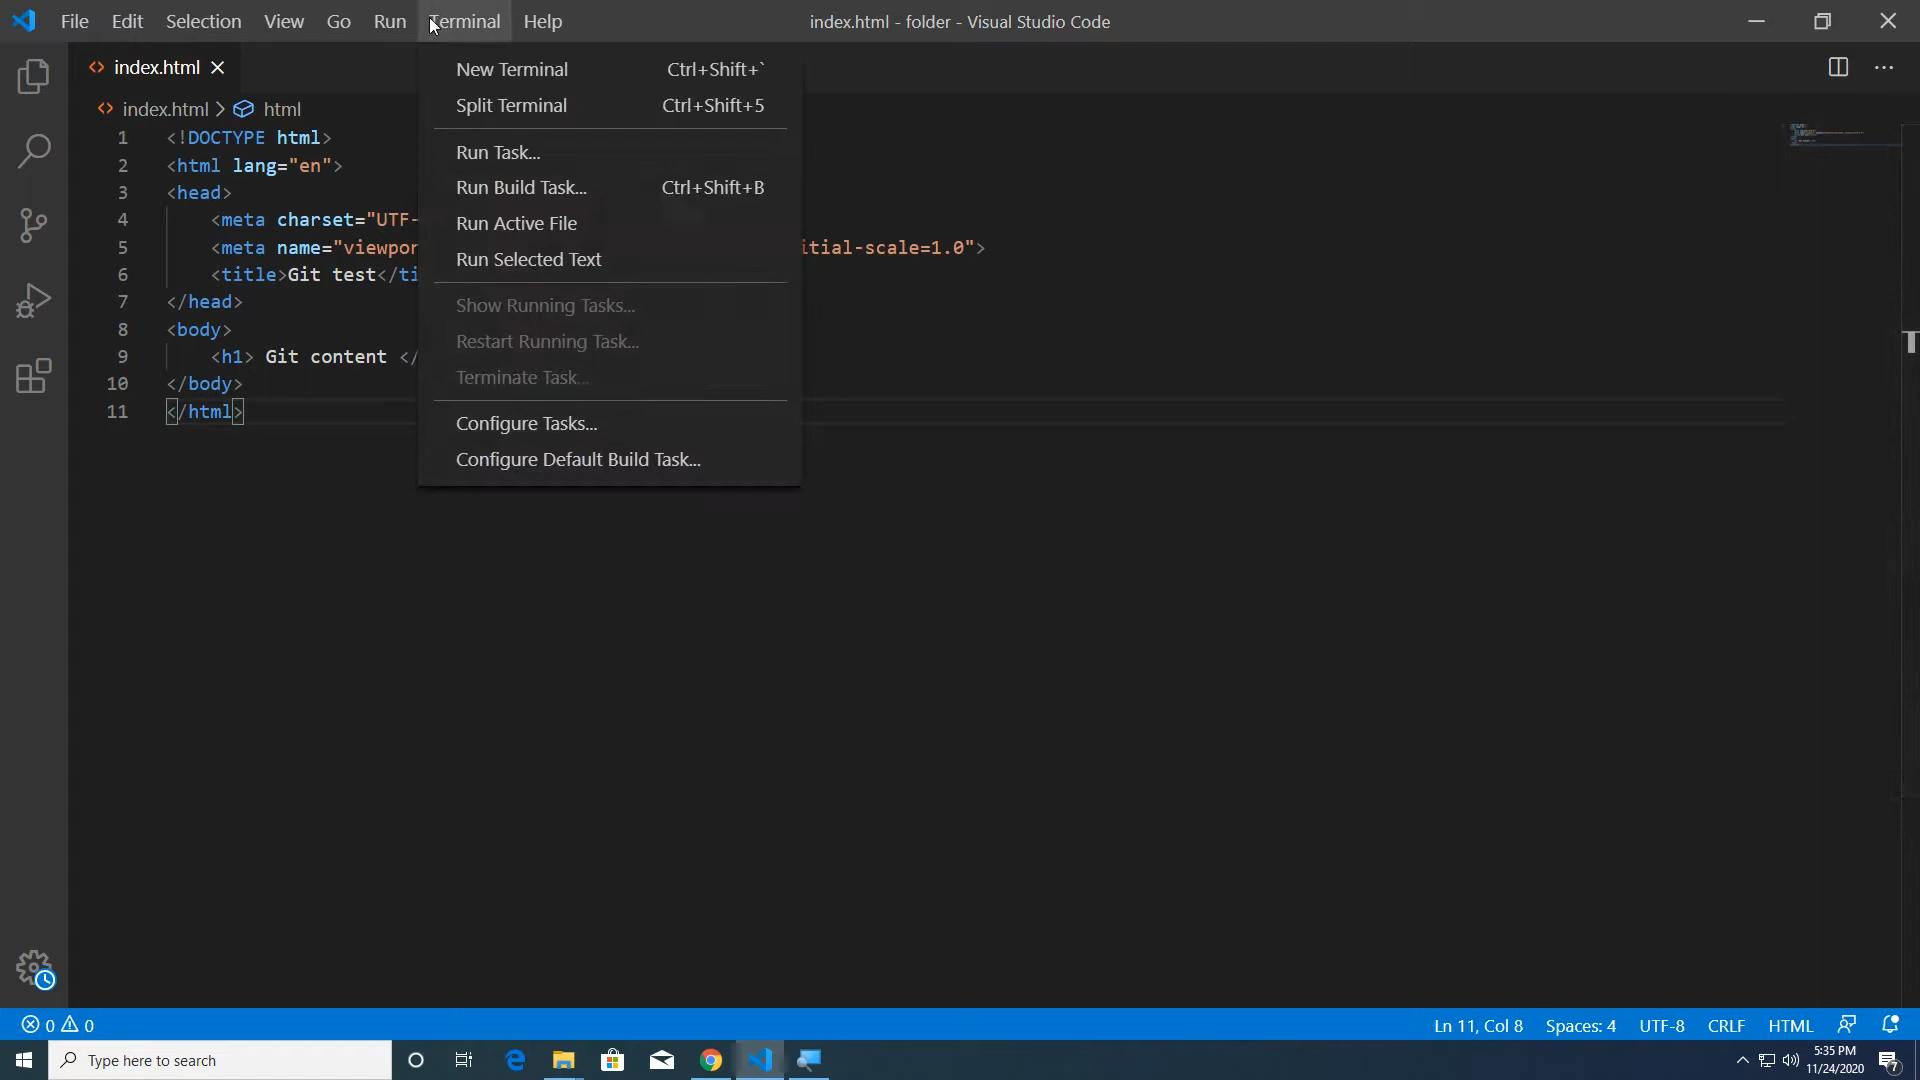 File Edit Selection View Go Run Terminal Help index.html - folder - Visual Studio Code
index.html
New Terminal Ctrl+Shift+`
Split Terminal Ctrl+Shift+5
Run Task...
Run Build Task... Ctrl+Shift+B
Run Active File
Run Selected Text
Show Running Tasks...
Restart Running Task...
Terminate Task...
Configure Tasks...
Configure Default Build Task...
index.html > html
1 <!DOCTYPE html>
2 <html lang="en">
3 <head>
4 <meta charset="UTF-
5 <meta name="viewpor itial-scale=1.0">
6 <title>Git test</ti
7 </head>
8 <body>
9 <h1> Git content </
10 </body>
11 </html>
0 0 Ln 11, Col 8 Spaces: 4 UTF-8 CRLF HTML
Type here to search
5:35 PM
11/24/2020
7